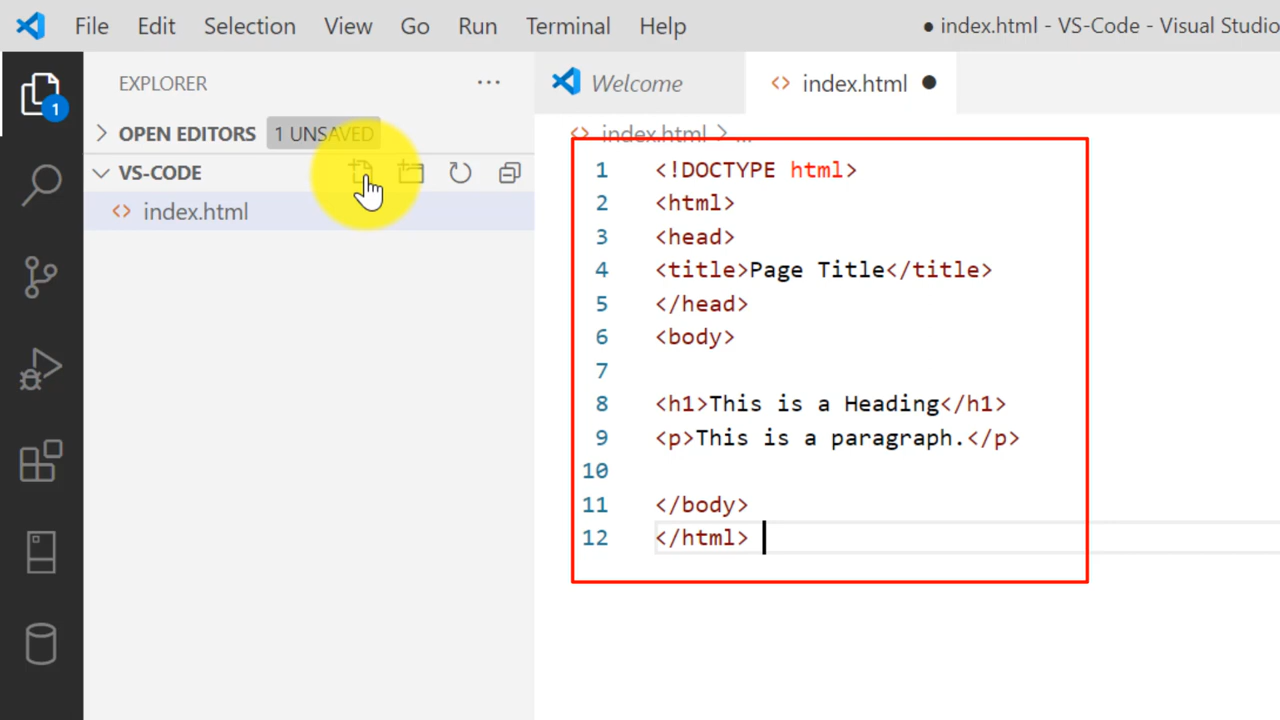 File Edit Selection View Go Run Terminal Help ● index.html - VS-Code - Visual Studio
EXPLORER ···
Welcome
index.html ●
1
OPEN EDITORS 1 UNSAVED
VS-CODE
index.html
index.html > ...
1 <!DOCTYPE html>
2 <html>
3 <head>
4 <title>Page Title</title>
5 </head>
6 <body>
7
8 <h1>This is a Heading</h1>
9 <p>This is a paragraph.</p>
10
11 </body>
12 </html>